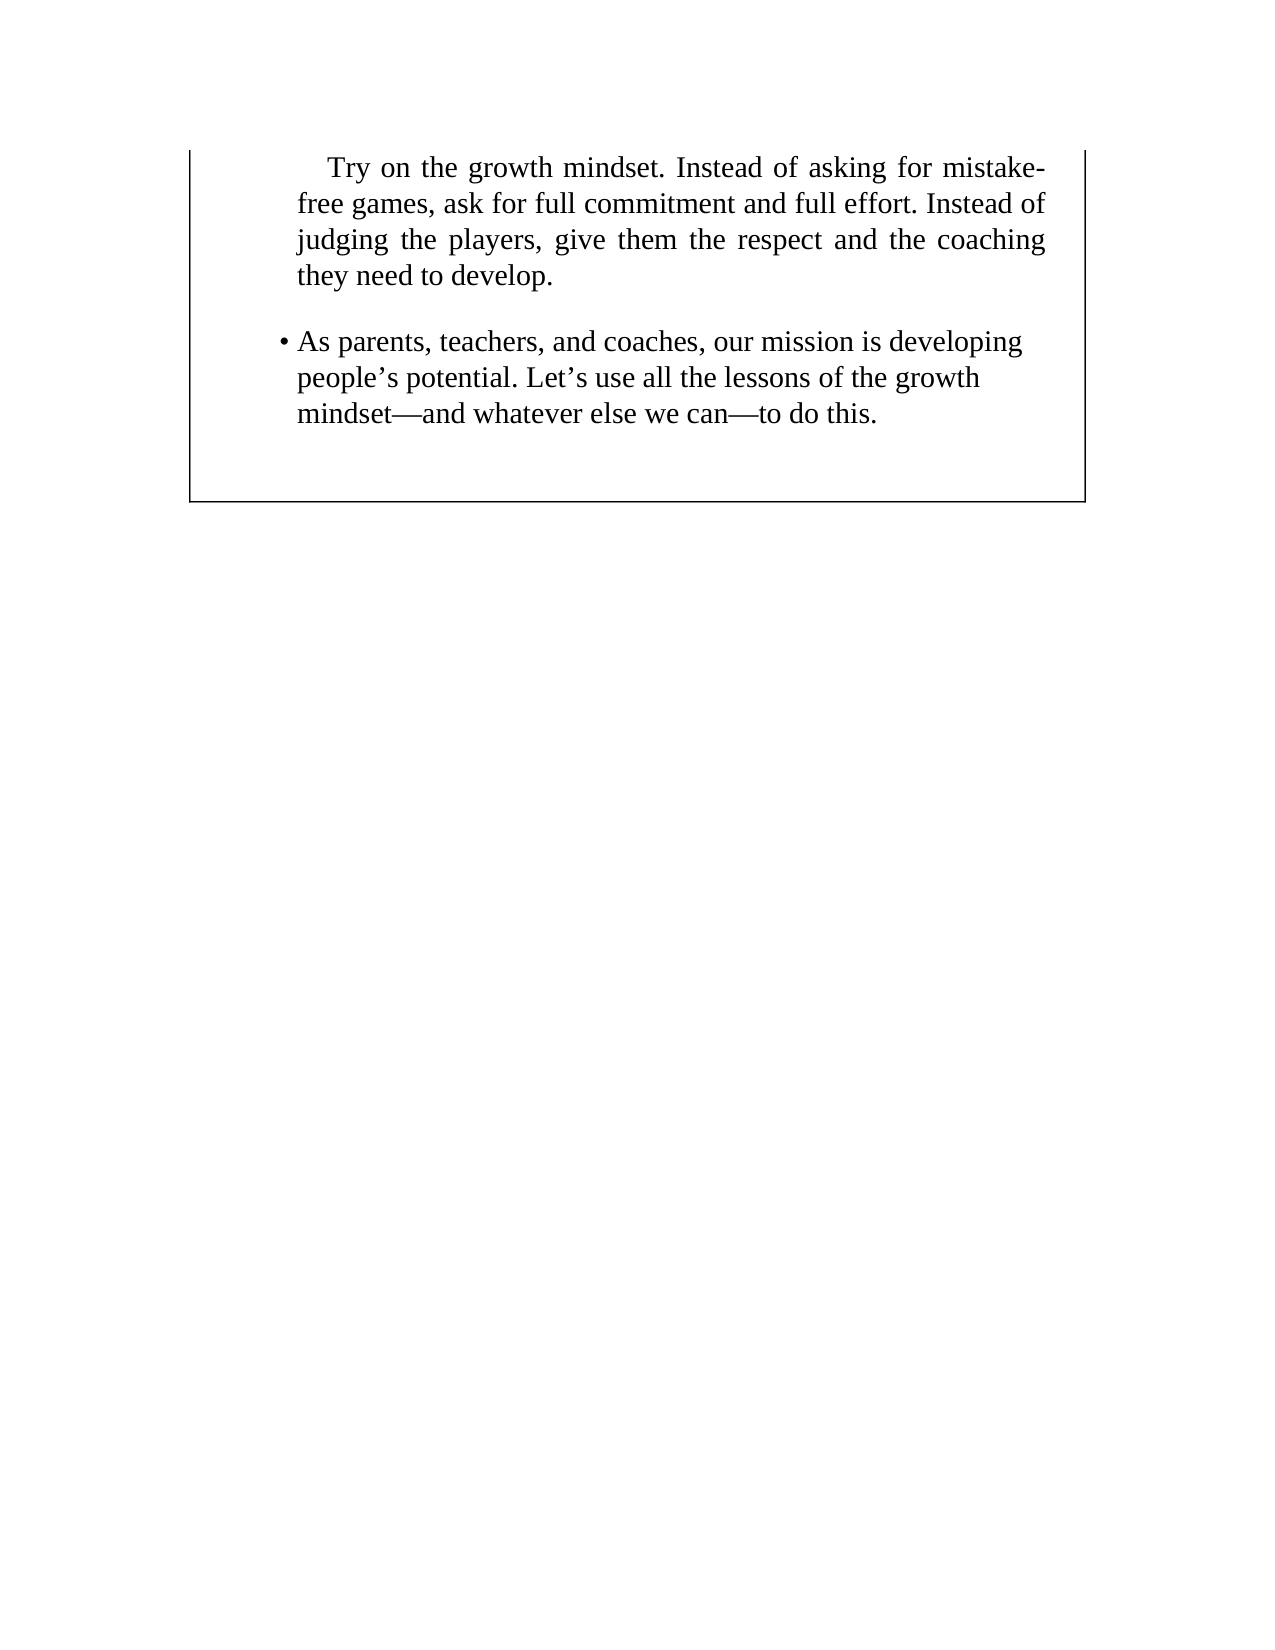 Try on the growth mindset. Instead of asking for mistake-
free games, ask for full commitment and full effort. Instead of
judging the players, give them the respect and the coaching
they need to develop.
• As parents, teachers, and coaches, our mission is developing
people’s potential. Let’s use all the lessons of the growth
mindset—and whatever else we can—to do this.